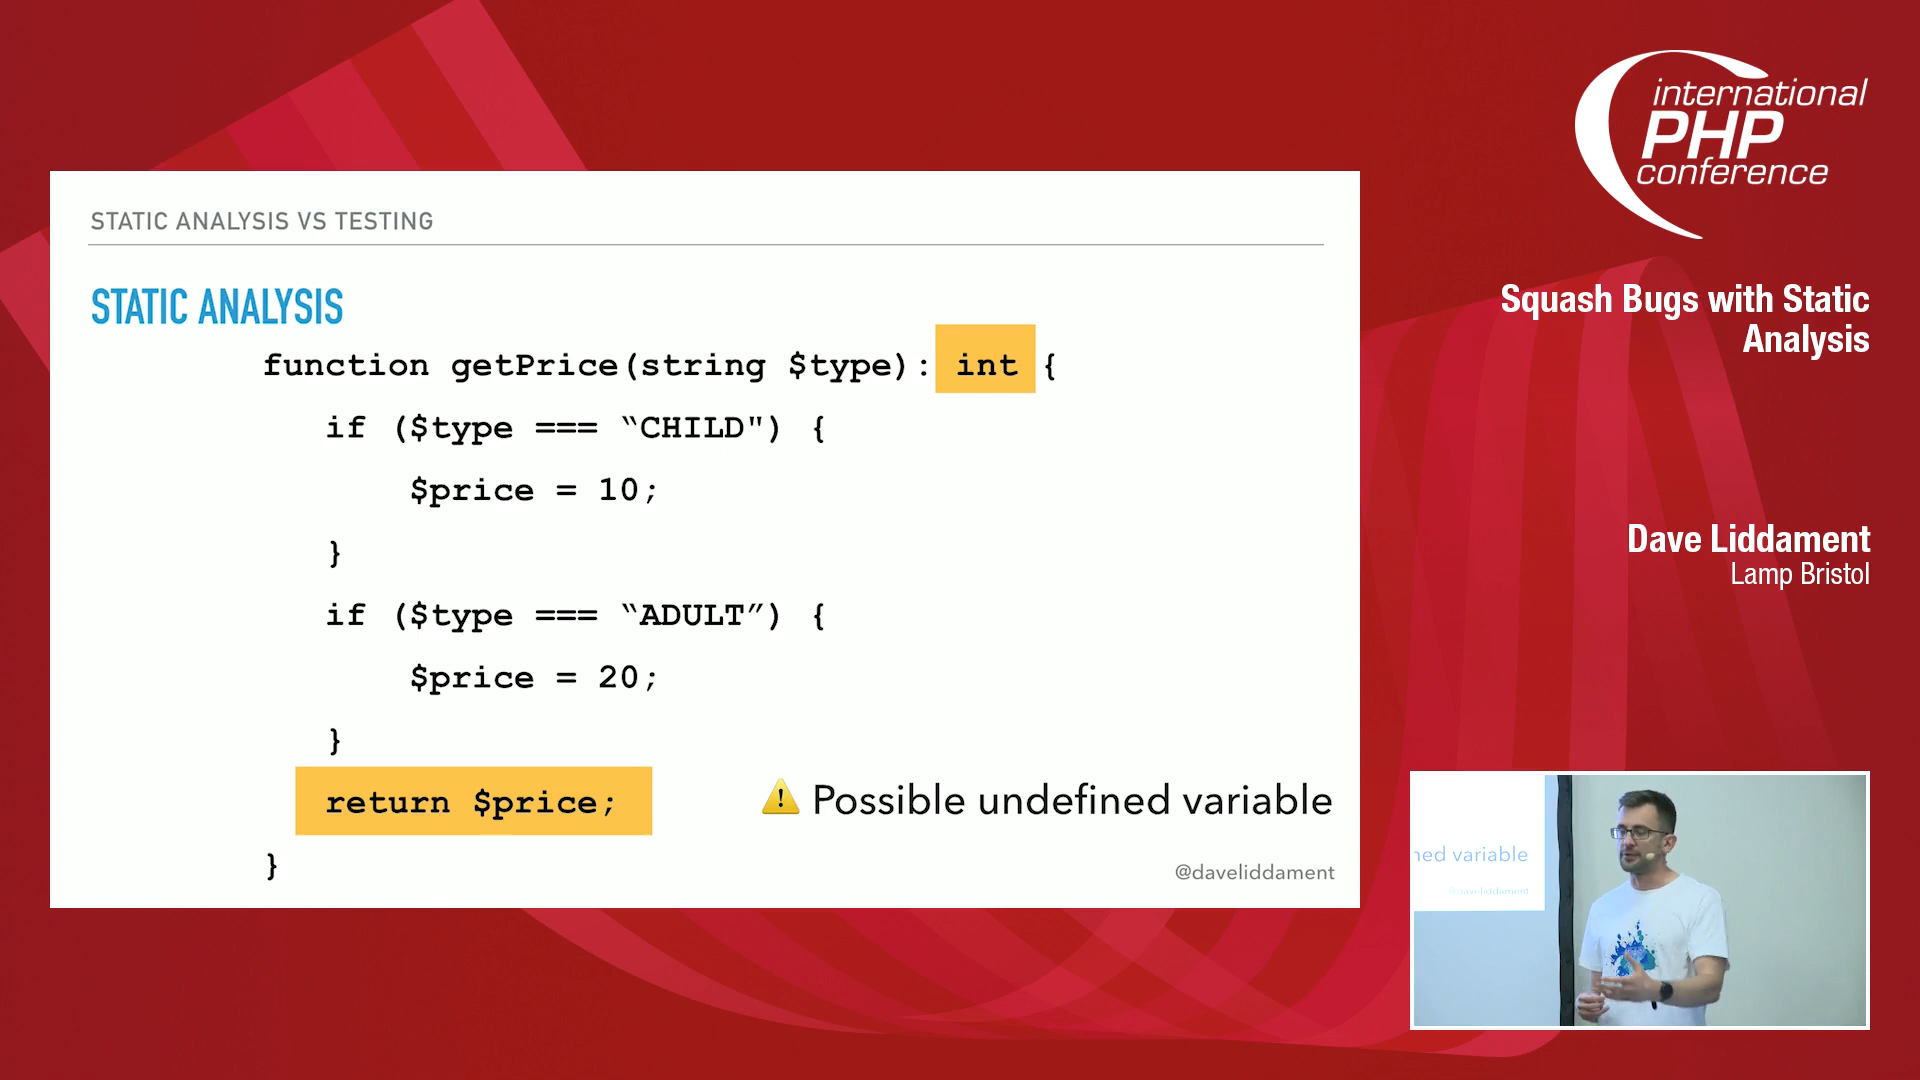 STATIC ANALYSIS VS TESTING
STATIC ANALYSIS
function getPrice(string $type): int {
if ($type === “CHILD") {
$price = 10;
}
if ($type === “ADULT”) {
$price = 20;
}
return $price;
⚠ Possible undefined variable
}
@daveliddament
international
PHP
conference
Squash Bugs with Static
Analysis
Dave Liddament
Lamp Bristol
ned variable
@daveliddament